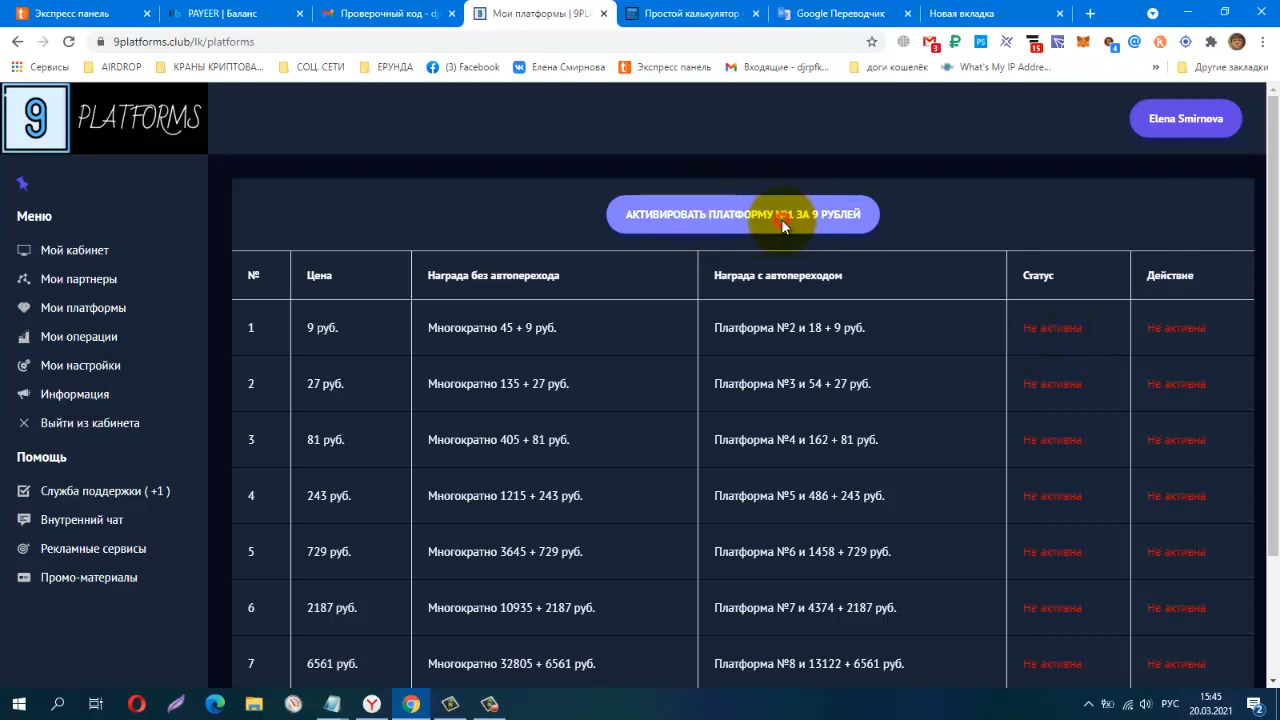 Экспресс панель
PAYEER | Баланс
Проверочный код - dj
Мои платформы | 9PL
Простой калькулятор
Google Переводчик
Новая вкладка
9platforms.club/lk/platforms
3
15
4
Сервисы
AIRDROP
КРАНЫ КРИПТОВА...
СОЦ. СЕТИ
ЕРУНДА
(3) Facebook
Елена Смирнова
Экспресс панель
Входящие - djrpfk...
доги кошелёк
What's My IP Addre...
»
Другие закладки
9 PLATFORMS
Elena Smirnova
Меню
Мой кабинет
Мои партнеры
Мои платформы
Мои операции
Мои настройки
Информация
Выйти из кабинета
Помощь
Служба поддержки ( +1 )
Внутренний чат
Рекламные сервисы
Промо-материалы
АКТИВИРОВАТЬ ПЛАТФОРМУ №1 ЗА 9 РУБЛЕЙ
№ Цена Награда без автоперехода Награда с автопереходом Статус Действие
1 9 руб. Многократно 45 + 9 руб. Платформа №2 и 18 + 9 руб. Не активна Не активна
2 27 руб. Многократно 135 + 27 руб. Платформа №3 и 54 + 27 руб. Не активна Не активна
3 81 руб. Многократно 405 + 81 руб. Платформа №4 и 162 + 81 руб. Не активна Не активна
4 243 руб. Многократно 1215 + 243 руб. Платформа №5 и 486 + 243 руб. Не активна Не активна
5 729 руб. Многократно 3645 + 729 руб. Платформа №6 и 1458 + 729 руб. Не активна Не активна
6 2187 руб. Многократно 10935 + 2187 руб. Платформа №7 и 4374 + 2187 руб. Не активна Не активна
7 6561 руб. Многократно 32805 + 6561 руб. Платформа №8 и 13122 + 6561 руб. Не активна Не активна
РУС
15:45
20.03.2021
2